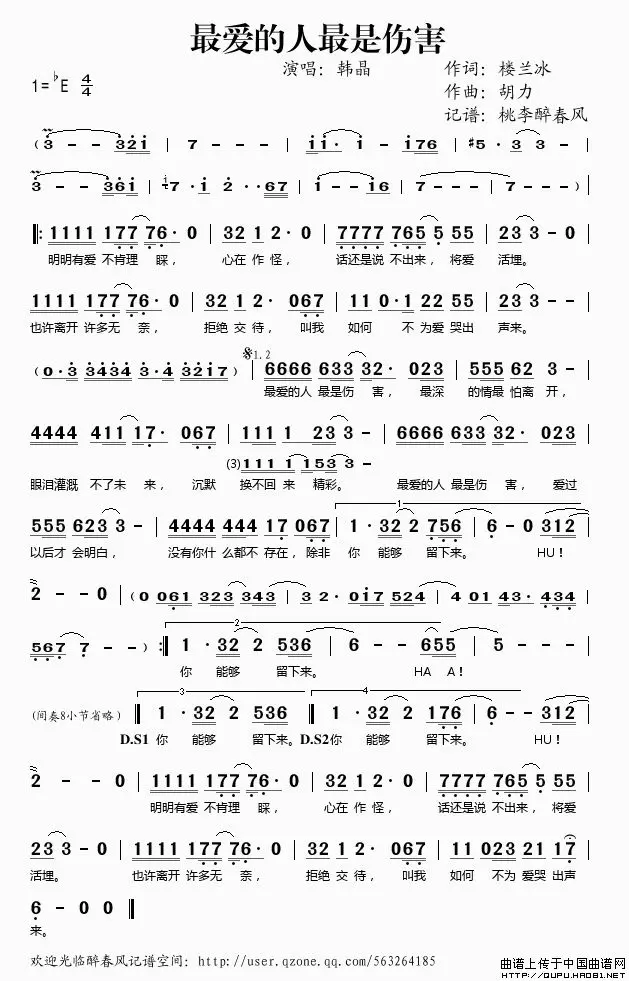 最爱的人最是伤害
演唱：韩晶 作词：楼兰冰
1=♭E 4/4 作曲：胡力
记谱：桃李醉春风
(3 - - 321 | 7 - - - | 11· 1 - 176 | #5 · 3 3 -
3 - - 361 | 7·1 2··67 | 1 - - 16 | 7 - - - | 7 - - - )
‖: 1111 177 76· 0 | 32 1 2· 0 | 7777 765 5 55 | 23 3 - 0 |
明明有爱 不肯理 睬， 心在 作 怪， 话还是说 不出来， 将爱 活埋。
1111 177 76· 0 | 32 1 2· 067 | 11 0·1 22 55 | 23 3 - - |
也许离开 许多无 奈， 拒绝 交 待， 叫我 如何 不 为爱 哭出 声来。
(0·3 3434 3·4 3217) 𝄋1.2 | 6666 633 32· 023 | 555 62 3 - |
最爱的人 最是伤 害， 最深 的情最 怕离 开，
4444 411 17· 067 | 111 1 23 3 - | 6666 633 32· 023 |
(3) 111 1 153 3 -
眼泪灌溉 不了未 来， 沉默 换不回 来 精彩。 最爱的人 最是伤 害， 爱过
555 623 3 - | 4444 444 17 067 | 1. 1 · 32 2 756 | 6 - 0 312 |
以后才 会明白， 没有你什 么都不 存在，除非 你 能够 留下来。 HU！
2 - - 0 | (0 061 323 343 | 3 2· 017 524 | 4 01 43· 434 |
567 7 - - ) :‖ 2. 1 · 32 2 536 | 6 - - 655 | 5 - - - |
你 能够 留下来。 HA A！
(间奏8小节省略) ‖ 3. 1 · 32 2 536 ‖ 4. 1 · 32 2 176 | 6 - - 312 |
D.S1 你 能够 留下来。D.S2你 能够 留下来。 HU！
2 - - 0 | 1111 177 76· 0 | 32 1 2· 0 | 7777 765 5 55 |
明明有爱 不肯理 睬， 心在 作 怪， 话还是说 不出来， 将爱
23 3 - 0 | 1111 177 76· 0 | 32 1 2· 067 | 11 023 21 17 |
活埋。 也许离开 许多无 奈， 拒绝 交 待， 叫我 如何 不为 爱哭 出声
6 - 0 0 ‖
来。
欢迎光临醉春风记谱空间：http://user.qzone.qq.com/563264185
曲谱上传于中国曲谱网
HTTP://QUPU.HAO81.NET